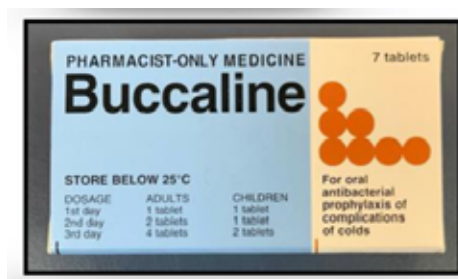 PHARMACIST-ONLY MEDICINE
7 tablets
Buccaline
STORE BELOW 25°C
DOSAGE ADULTS CHILDREN
1st day 1 tablet 1 tablet
2nd day 2 tablets 1 tablet
3rd day 4 tablets 2 tablets
For oral
antibacterial
prophylaxis of
complications
of colds